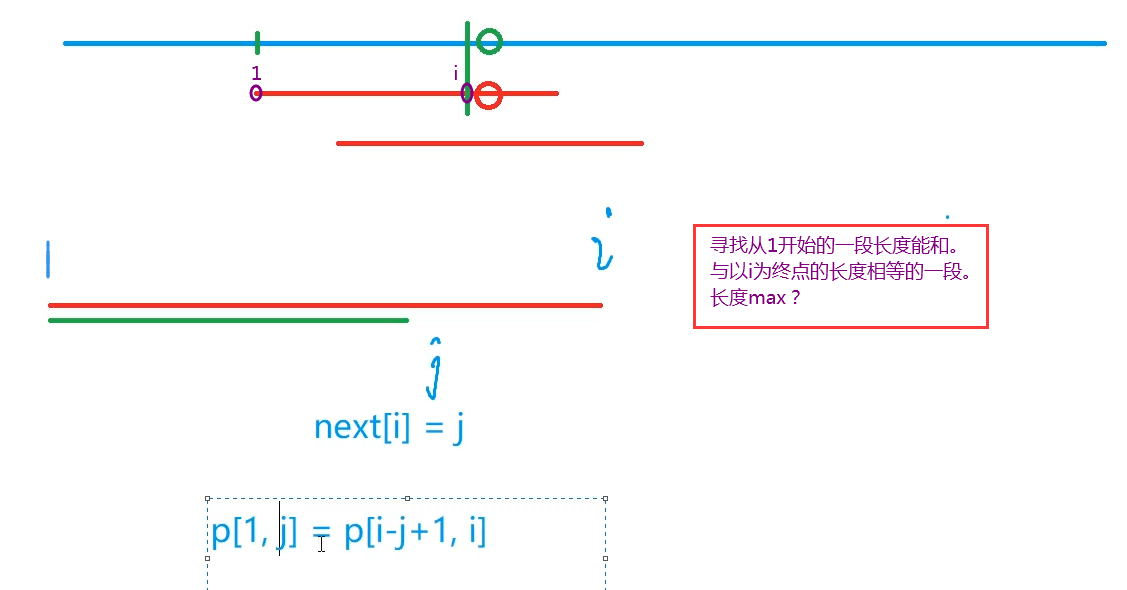 1
i
1
i
寻找从1开始的一段长度能和。
与以i为终点的长度相等的一段。
长度max？
j
next[i] = j
p[1, j] = p[i-j+1, i]